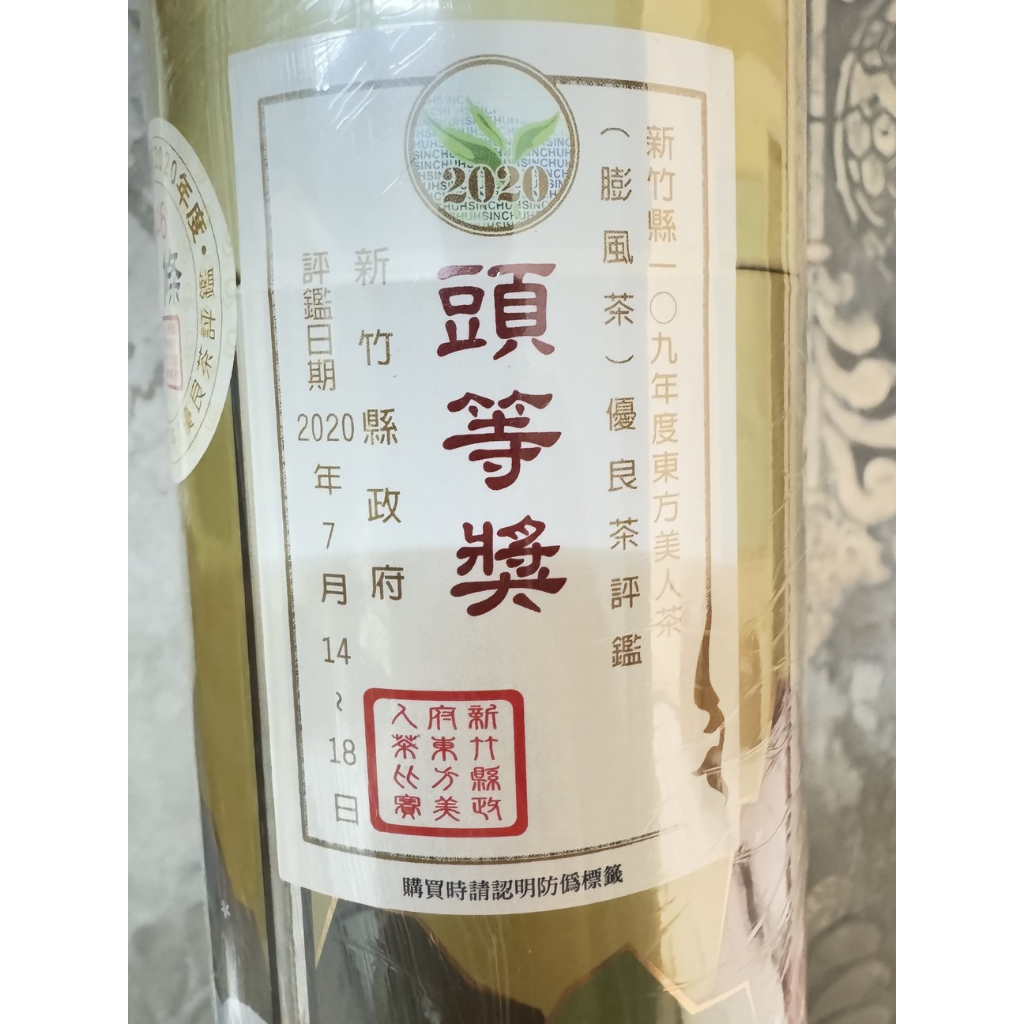 2020
新竹縣一〇九年度東方美人茶
（膨風茶）優良茶評鑑
頭等獎
新竹縣政府
評鑑日期2020年7月14~18日
新竹縣政
府東方美
人茶比賽
購買時請認明防僞標籤